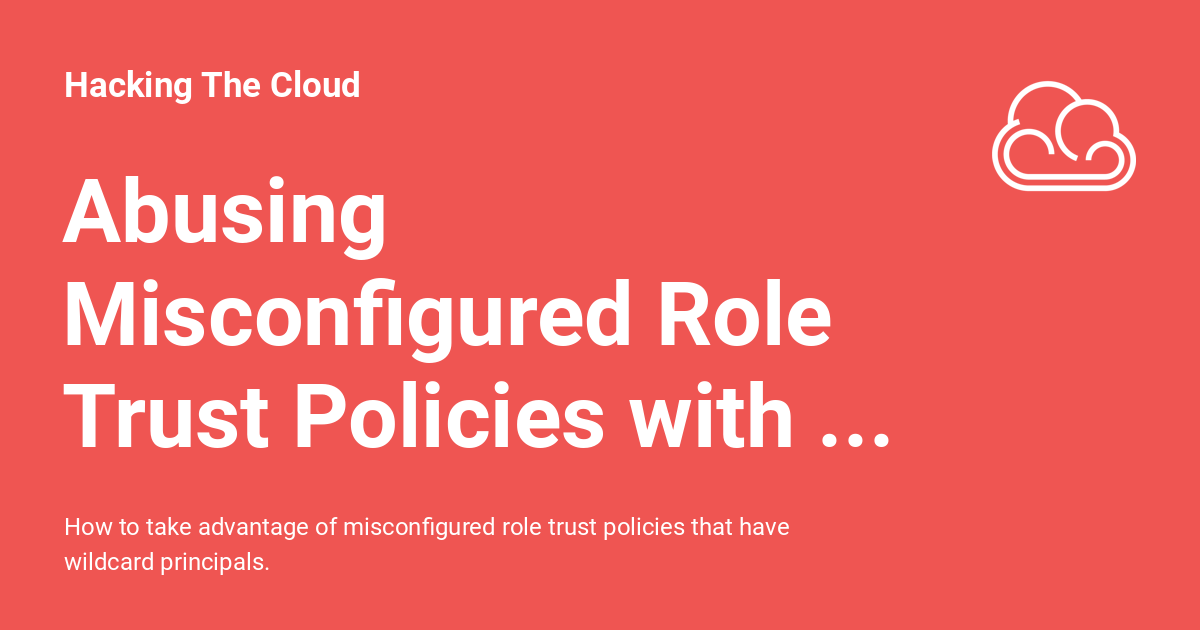 Hacking The Cloud
Abusing
Misconfigured Role
Trust Policies with ...
How to take advantage of misconfigured role trust policies that have
wildcard principals.